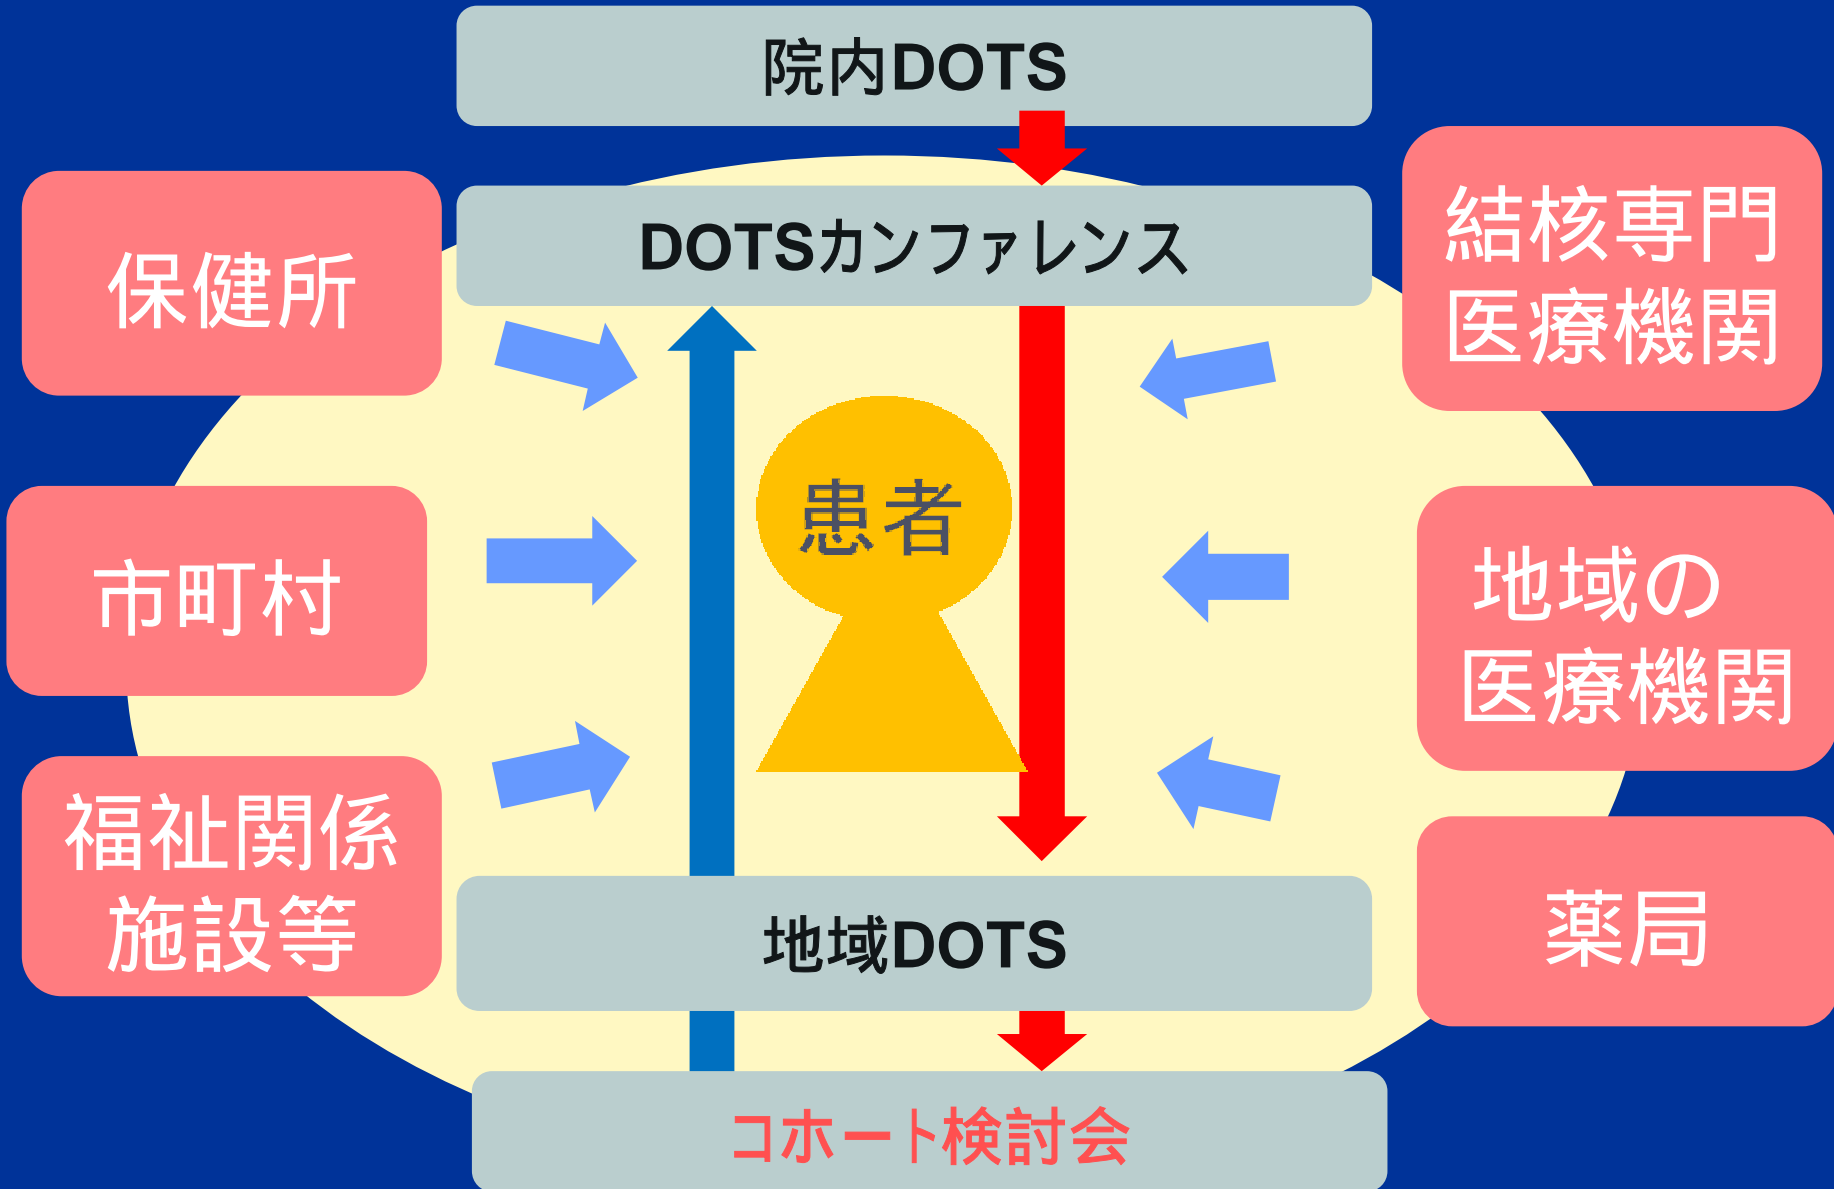 院内DOTS
DOTSカンファレンス
保健所
結核専門
医療機関
患者
市町村
地域の
医療機関
福祉関係
施設等
地域DOTS
薬局
コホート検討会